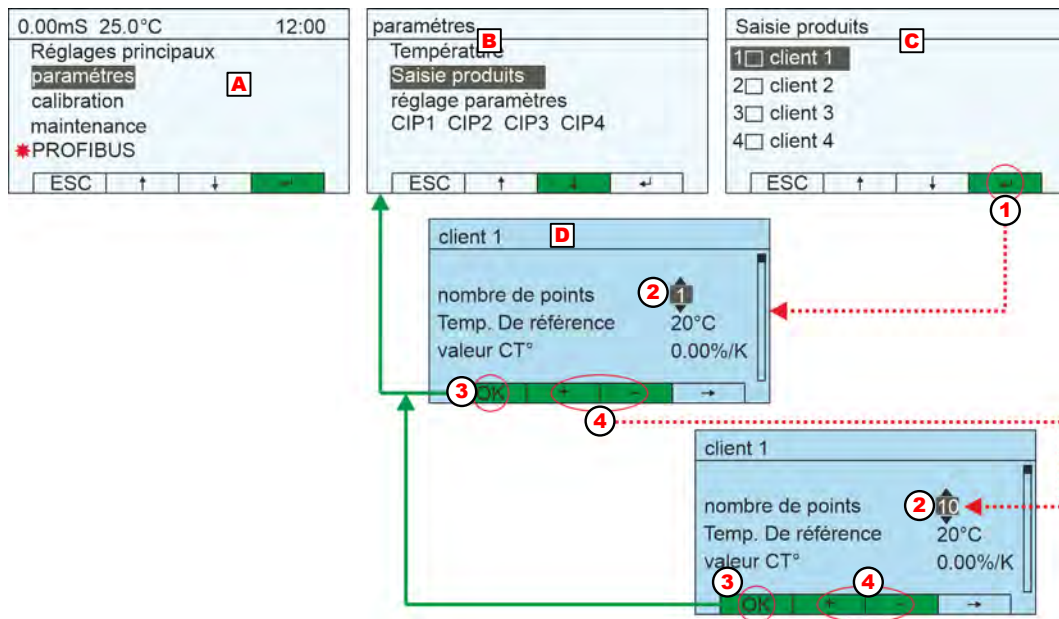 0.00mS 25.0°C 12:00
Réglages principaux
paramétres
A
calibration
maintenance
✷PROFIBUS
ESC ↑ ↓ ↵
paramétres
B
Température
Saisie produits
réglage paramètres
CIP1 CIP2 CIP3 CIP4
ESC ↑ ↓ ↵
Saisie produits
C
1☐ client 1
2☐ client 2
3☐ client 3
4☐ client 4
ESC ↑ ↓ ↵
1
client 1 D
nombre de points 2 1
Temp. De référence 20°C
valeur CT° 0.00%/K
3 OK + - →
4
client 1
nombre de points 2 10
Temp. De référence 20°C
valeur CT° 0.00%/K
3 4
OK + - →